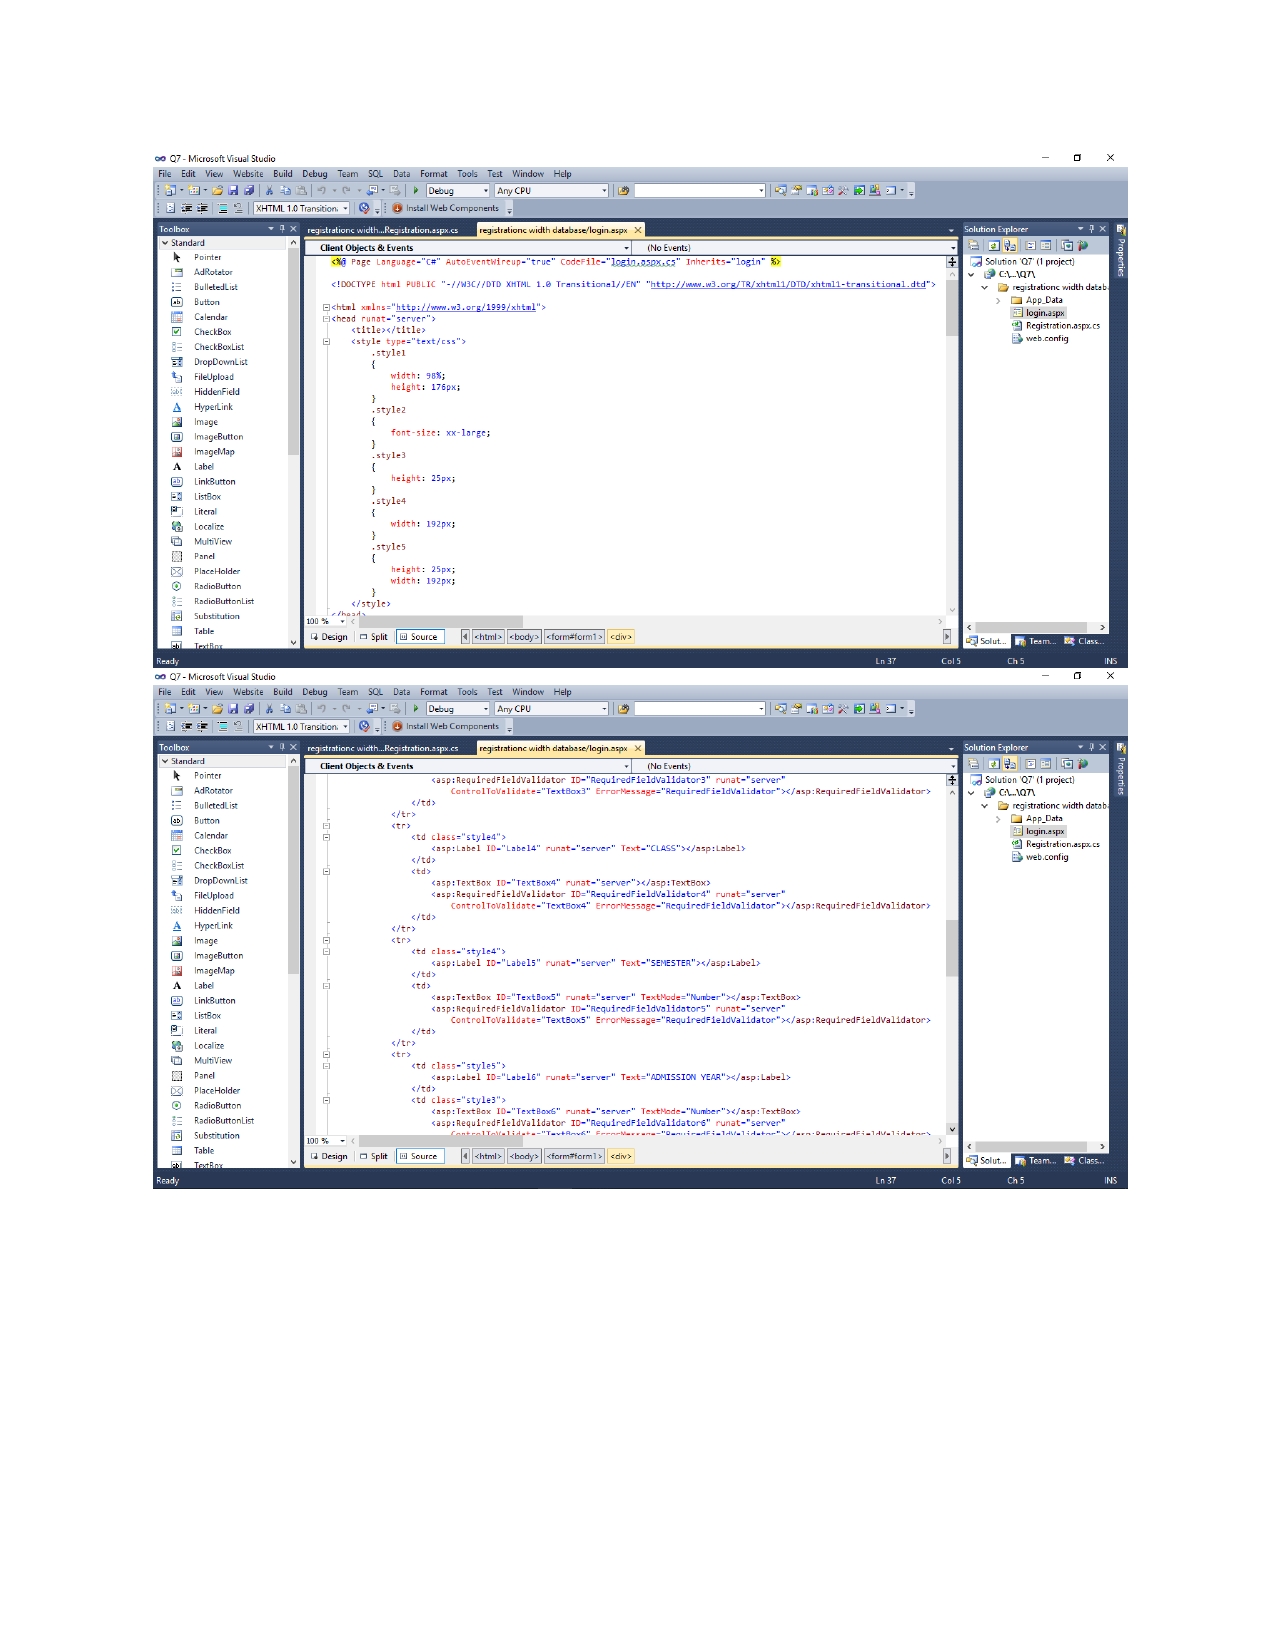 Q7 - Microsoft Visual Studio
File Edit View Website Build Debug Team SQL Data Format Tools Test Window Help
Debug Any CPU
XHTML 1.0 Transition. Install Web Components
Toolbox
Standard
Pointer
AdRotator
BulletedList
Button
Calendar
CheckBox
CheckBoxList
DropDownList
FileUpload
HiddenField
HyperLink
Image
ImageButton
ImageMap
Label
LinkButton
ListBox
Literal
Localize
MultiView
Panel
PlaceHolder
RadioButton
RadioButtonList
Substitution
Table
TextBox
registrationc width...Registration.aspx.cs registrationc width database/login.aspx
Client Objects & Events (No Events)
<%@ Page Language="C#" AutoEventWireup="true" CodeFile="login.aspx.cs" Inherits="login" %>
<!DOCTYPE html PUBLIC "-//W3C//DTD XHTML 1.0 Transitional//EN" "http://www.w3.org/TR/xhtml1/DTD/xhtml1-transitional.dtd">
<html xmlns="http://www.w3.org/1999/xhtml">
<head runat="server">
<title></title>
<style type="text/css">
.style1
{
width: 98%;
height: 176px;
}
.style2
{
font-size: xx-large;
}
.style3
{
height: 25px;
}
.style4
{
width: 192px;
}
.style5
{
height: 25px;
width: 192px;
}
</style>
</head>
100 %
Design Split Source <html> <body> <form#form1> <div>
Solution Explorer
Solution 'Q7' (1 project)
C:\...\Q7\
registrationc width datab
App_Data
login.aspx
Registration.aspx.cs
web.config
Solut... Team... Class...
Properties
Ready Ln 37 Col 5 Ch 5 INS
Q7 - Microsoft Visual Studio
File Edit View Website Build Debug Team SQL Data Format Tools Test Window Help
Debug Any CPU
XHTML 1.0 Transition. Install Web Components
Toolbox
Standard
Pointer
AdRotator
BulletedList
Button
Calendar
CheckBox
CheckBoxList
DropDownList
FileUpload
HiddenField
HyperLink
Image
ImageButton
ImageMap
Label
LinkButton
ListBox
Literal
Localize
MultiView
Panel
PlaceHolder
RadioButton
RadioButtonList
Substitution
Table
TextBox
registrationc width...Registration.aspx.cs registrationc width database/login.aspx
Client Objects & Events (No Events)
<asp:RequiredFieldValidator ID="RequiredFieldValidator3" runat="server"
ControlToValidate="TextBox3" ErrorMessage="RequiredFieldValidator"></asp:RequiredFieldValidator>
</td>
</tr>
<tr>
<td class="style4">
<asp:Label ID="Label4" runat="server" Text="CLASS"></asp:Label>
</td>
<td>
<asp:TextBox ID="TextBox4" runat="server"></asp:TextBox>
<asp:RequiredFieldValidator ID="RequiredFieldValidator4" runat="server"
ControlToValidate="TextBox4" ErrorMessage="RequiredFieldValidator"></asp:RequiredFieldValidator>
</td>
</tr>
<tr>
<td class="style4">
<asp:Label ID="Label5" runat="server" Text="SEMESTER"></asp:Label>
</td>
<td>
<asp:TextBox ID="TextBox5" runat="server" TextMode="Number"></asp:TextBox>
<asp:RequiredFieldValidator ID="RequiredFieldValidator5" runat="server"
ControlToValidate="TextBox5" ErrorMessage="RequiredFieldValidator"></asp:RequiredFieldValidator>
</td>
</tr>
<tr>
<td class="style5">
<asp:Label ID="Label6" runat="server" Text="ADMISSION YEAR"></asp:Label>
</td>
<td class="style3">
<asp:TextBox ID="TextBox6" runat="server" TextMode="Number"></asp:TextBox>
<asp:RequiredFieldValidator ID="RequiredFieldValidator6" runat="server"
ControlToValidate="TextBox6" ErrorMessage="RequiredFieldValidator"></asp:RequiredFieldValidator>
100 %
Design Split Source <html> <body> <form#form1> <div>
Solution Explorer
Solution 'Q7' (1 project)
C:\...\Q7\
registrationc width datab
App_Data
login.aspx
Registration.aspx.cs
web.config
Solut... Team... Class...
Properties
Ready Ln 37 Col 5 Ch 5 INS